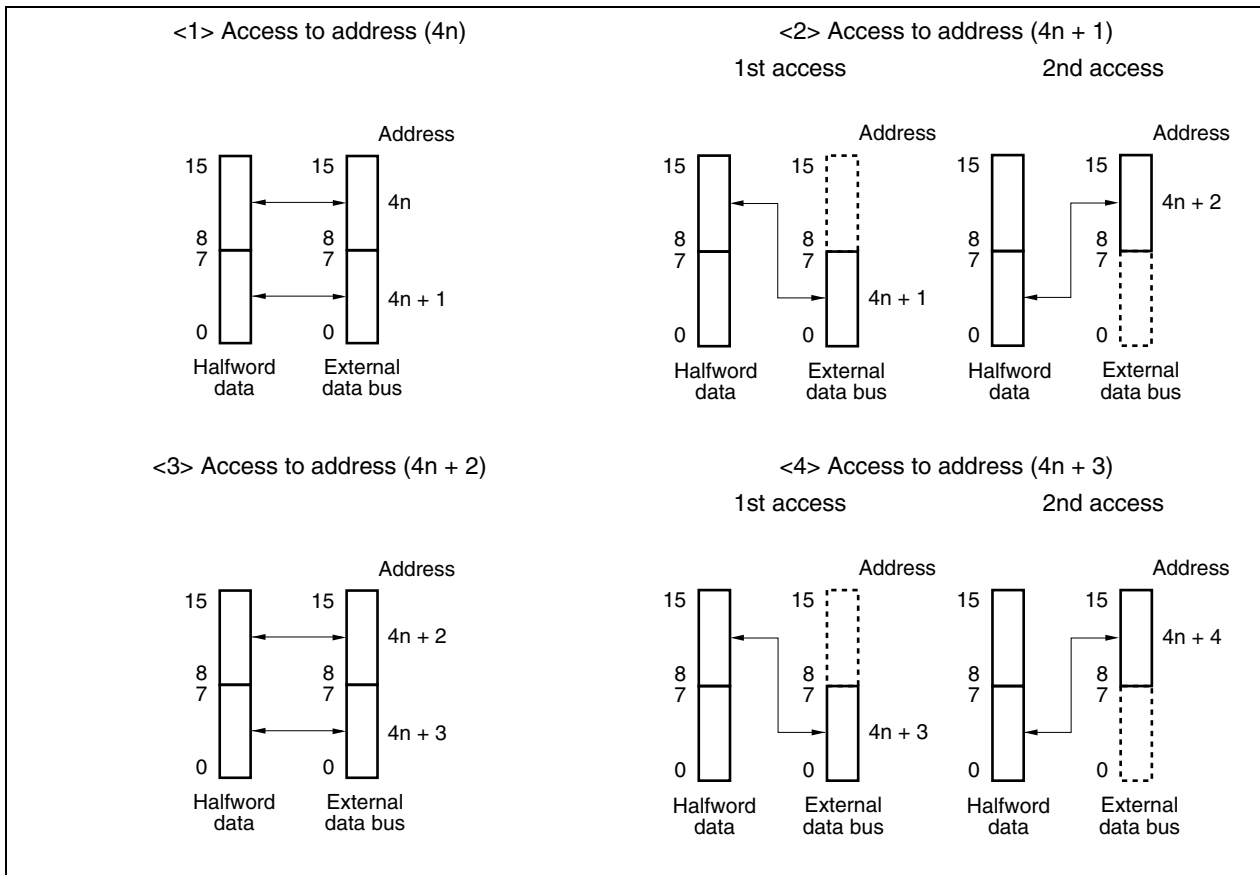 <1> Access to address (4n)
Address
15 15
4n
8 8
7 7
4n + 1
0 0
Halfword External
data data bus
<2> Access to address (4n + 1)
1st access 2nd access
Address Address
15 15 15 15
4n + 2
8 8 8 8
7 7 7 7
4n + 1
0 0 0 0
Halfword External Halfword External
data data bus data data bus
<3> Access to address (4n + 2)
Address
15 15
4n + 2
8 8
7 7
4n + 3
0 0
Halfword External
data data bus
<4> Access to address (4n + 3)
1st access 2nd access
Address Address
15 15 15 15
4n + 4
8 8 8 8
7 7 7 7
4n + 3
0 0 0 0
Halfword External Halfword External
data data bus data data bus